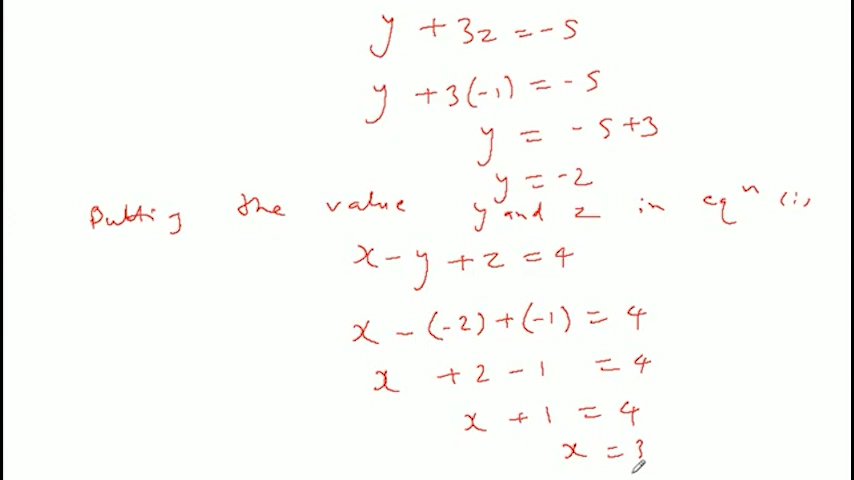 y + 3z = -5
y + 3(-1) = -5
y = -5+3
y = -2
Putting the value y and z in eqⁿ (i)
x - y + z = 4
x - (-2) + (-1) = 4
x + 2 - 1 = 4
x + 1 = 4
x = 3